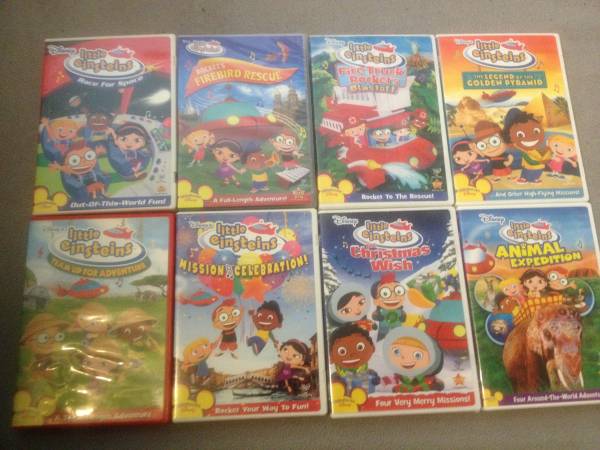 Disney
little
einsteins
Race For Space
Out-Of-This-World Fun!
ROCKET'S
FIREBIRD RESCUE
A Full-Length Adventure!
Disney
little
einsteins
Fire Truck
Rocket's
Blastoff
Rocket To The Rescue!
Disney's
little
einsteins
THE LEGEND OF THE
GOLDEN PYRAMID
And Other High-Flying Missions!
Disney's
little
einsteins
TEAM UP FOR ADVENTURE
Adventure
Disney's
little
einsteins
MISSION CELEBRATION!
Rocket Your Way To Fun!
Disney
little
einsteins
Christmas
Wish
Four Very Merry Missions!
Disney
little
einsteins
ANIMAL
EXPEDITION
Four Around-The-World Adventures